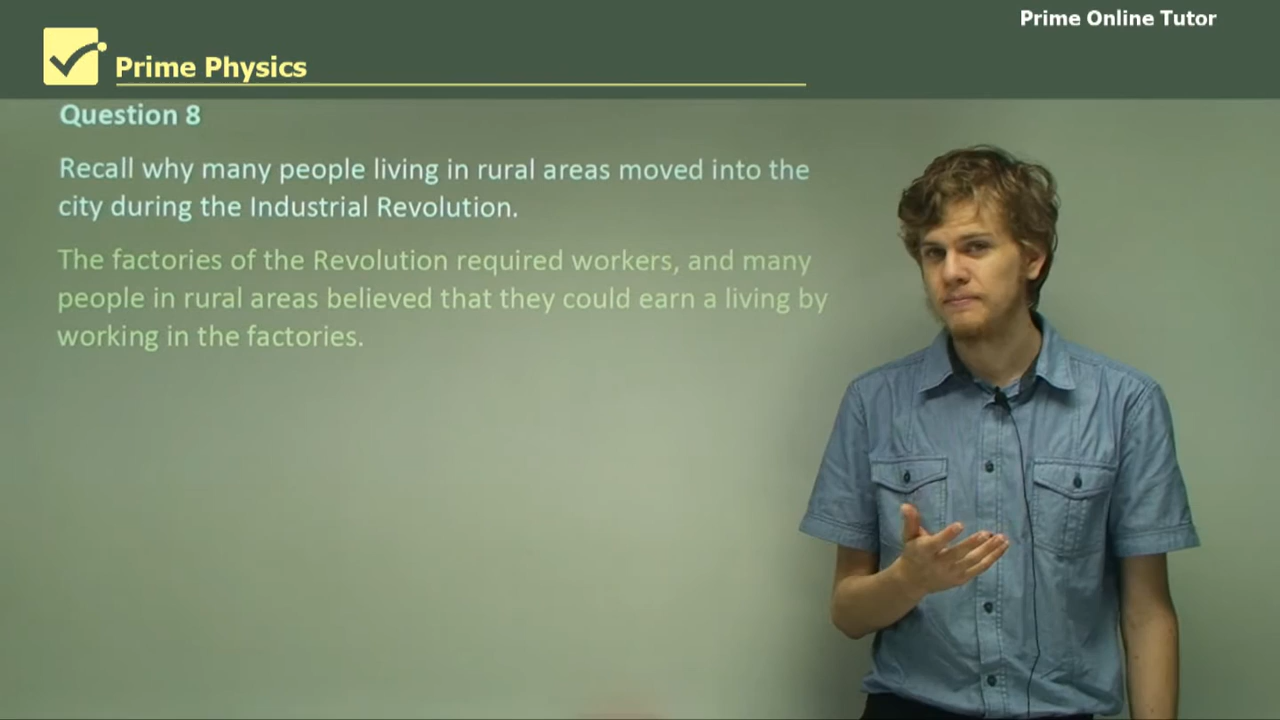 Prime Online Tutor
Prime Physics
Question 8
Recall why many people living in rural areas moved into the
city during the Industrial Revolution.
The factories of the Revolution required workers, and many
people in rural areas believed that they could earn a living by
working in the factories.